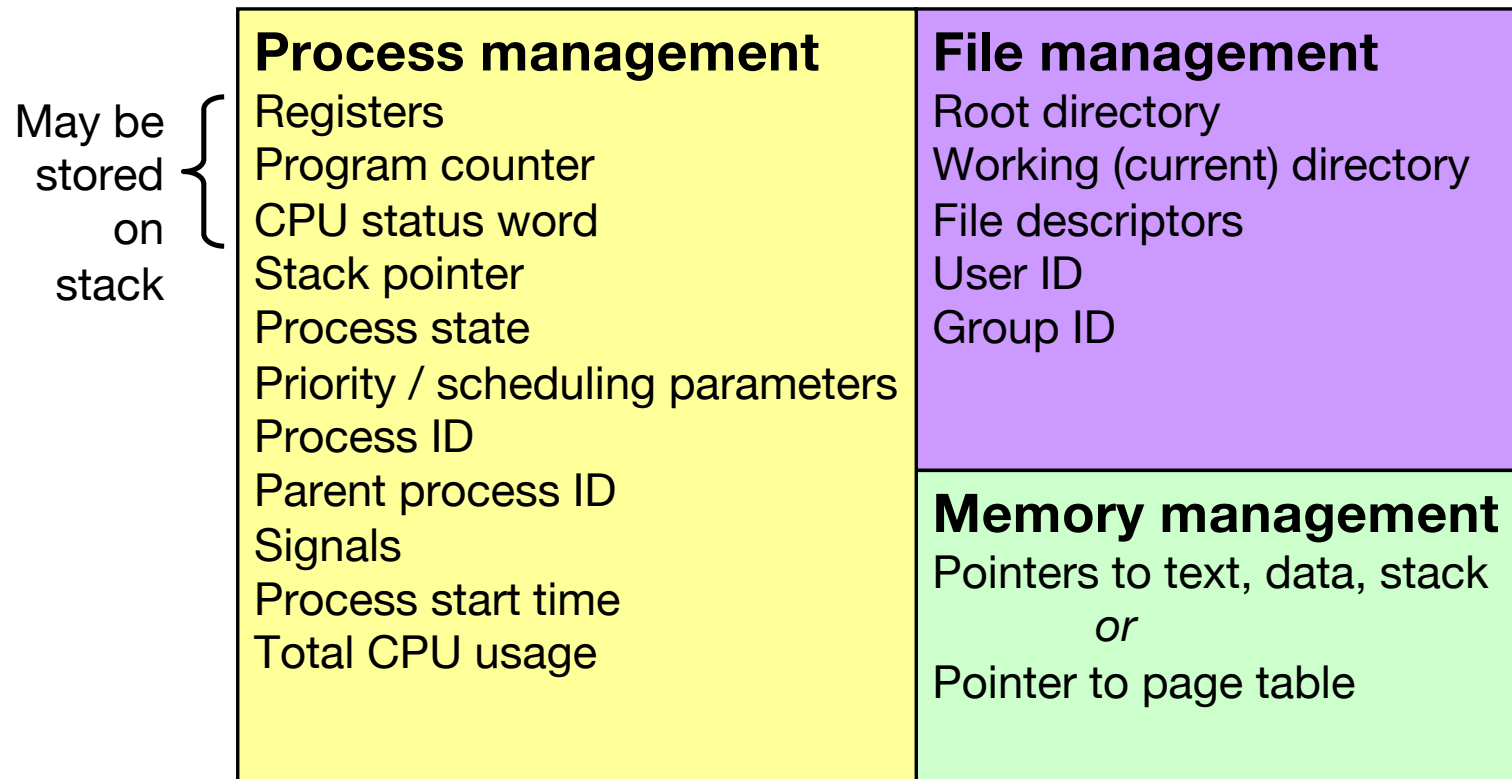 May be
stored
on
stack
Process management
Registers
Program counter
CPU status word
Stack pointer
Process state
Priority / scheduling parameters
Process ID
Parent process ID
Signals
Process start time
Total CPU usage
File management
Root directory
Working (current) directory
File descriptors
User ID
Group ID
Memory management
Pointers to text, data, stack
or
Pointer to page table